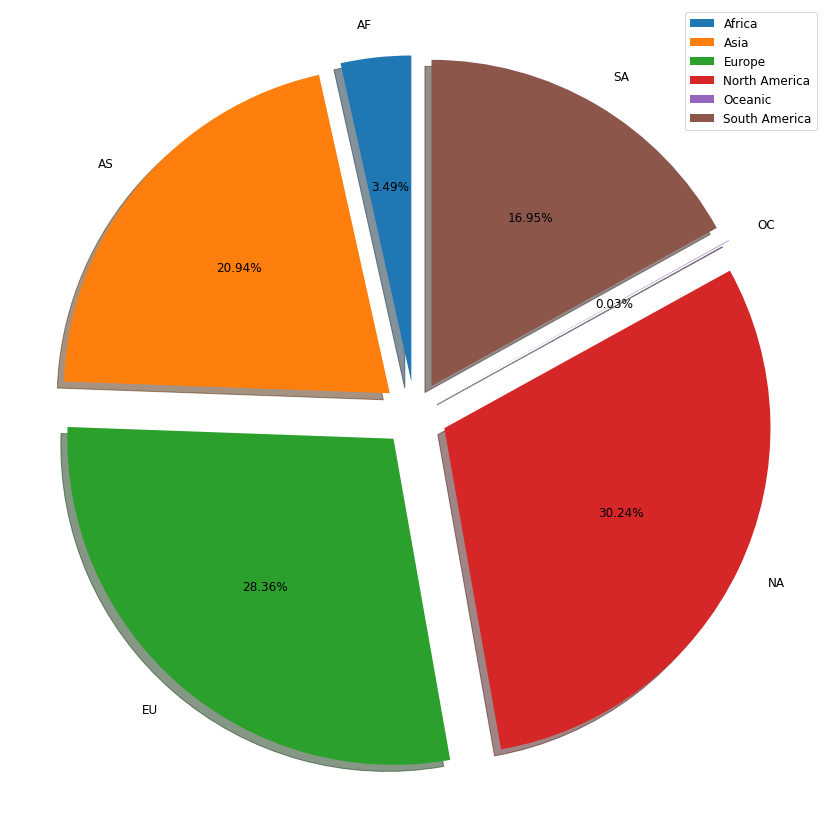 AF
Africa
Asia
Europe
North America
Oceanic
South America
SA
AS
3.49%
16.95%
OC
20.94%
0.03%
30.24%
28.36%
NA
EU